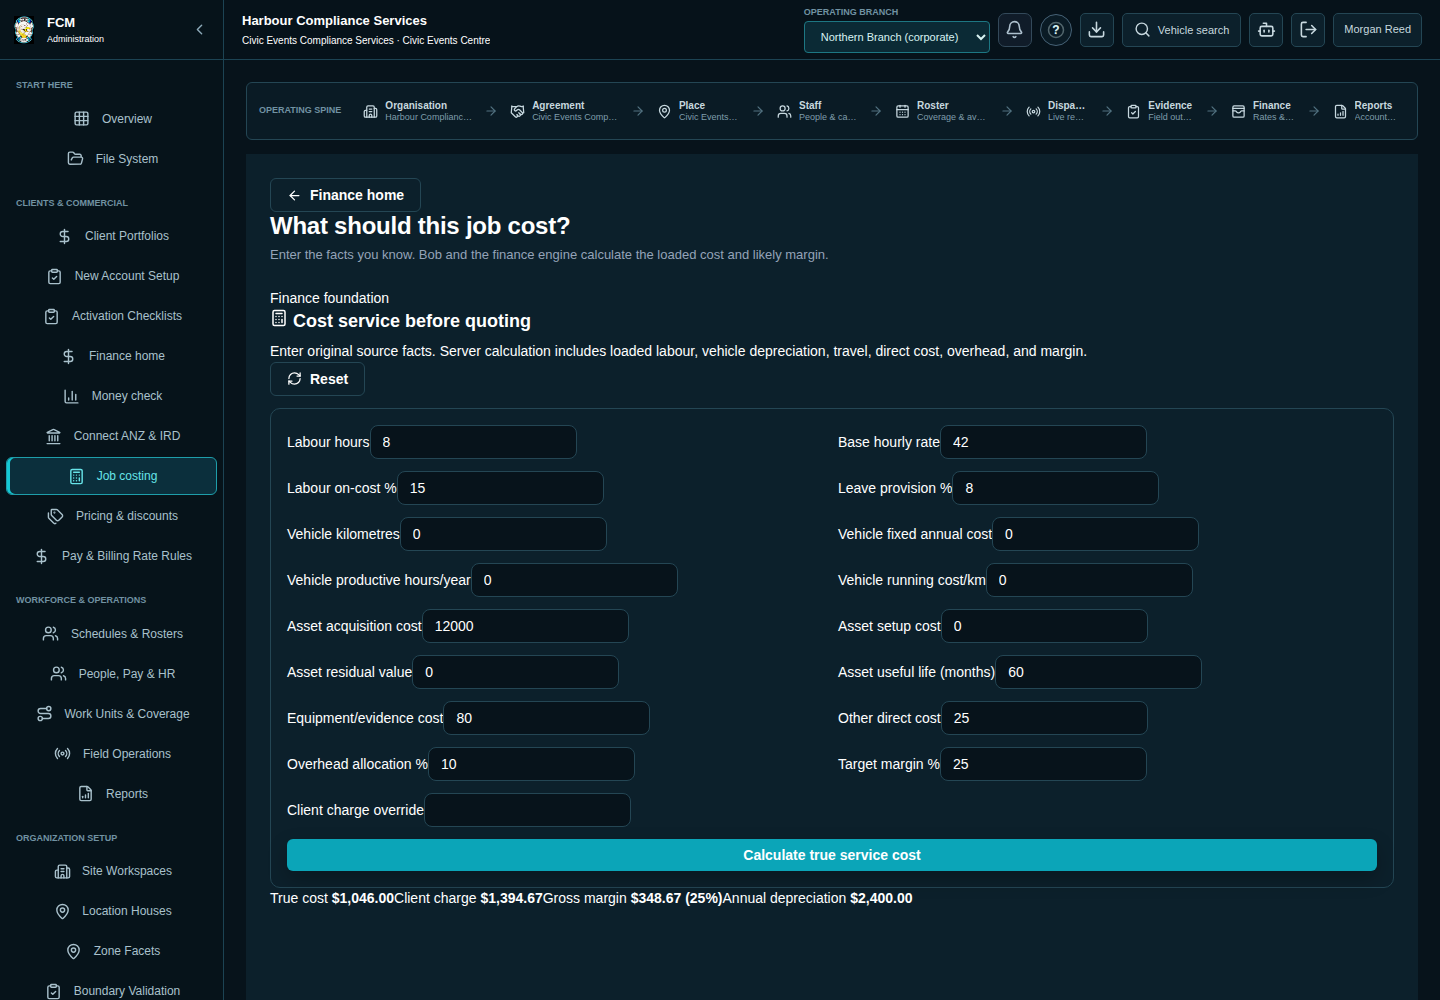 FCM
Administration
Harbour Compliance Services
Civic Events Compliance Services · Civic Events Centre
OPERATING BRANCH
Northern Branch (corporate)
Vehicle search
Morgan Reed
START HERE
Overview
File System
CLIENTS & COMMERCIAL
Client Portfolios
New Account Setup
Activation Checklists
Finance home
Money check
Connect ANZ & IRD
Job costing
Pricing & discounts
Pay & Billing Rate Rules
WORKFORCE & OPERATIONS
Schedules & Rosters
People, Pay & HR
Work Units & Coverage
Field Operations
Reports
ORGANIZATION SETUP
Site Workspaces
Location Houses
Zone Facets
Boundary Validation
OPERATING SPINE
Organisation
Harbour Complianc…
Agreement
Civic Events Comp…
Place
Civic Events…
Staff
People & ca…
Roster
Coverage & av…
Dispa…
Live re…
Evidence
Field out…
Finance
Rates &…
Reports
Account…
Finance home
What should this job cost?
Enter the facts you know. Bob and the finance engine calculate the loaded cost and likely margin.
Finance foundation
Cost service before quoting
Enter original source facts. Server calculation includes loaded labour, vehicle depreciation, travel, direct cost, overhead, and margin.
Reset
Labour hours 8
Base hourly rate 42
Labour on-cost % 15
Leave provision % 8
Vehicle kilometres 0
Vehicle fixed annual cost 0
Vehicle productive hours/year 0
Vehicle running cost/km 0
Asset acquisition cost 12000
Asset setup cost 0
Asset residual value 0
Asset useful life (months) 60
Equipment/evidence cost 80
Other direct cost 25
Overhead allocation % 10
Target margin % 25
Client charge override
Calculate true service cost
True cost $1,046.00Client charge $1,394.67Gross margin $348.67 (25%)Annual depreciation $2,400.00